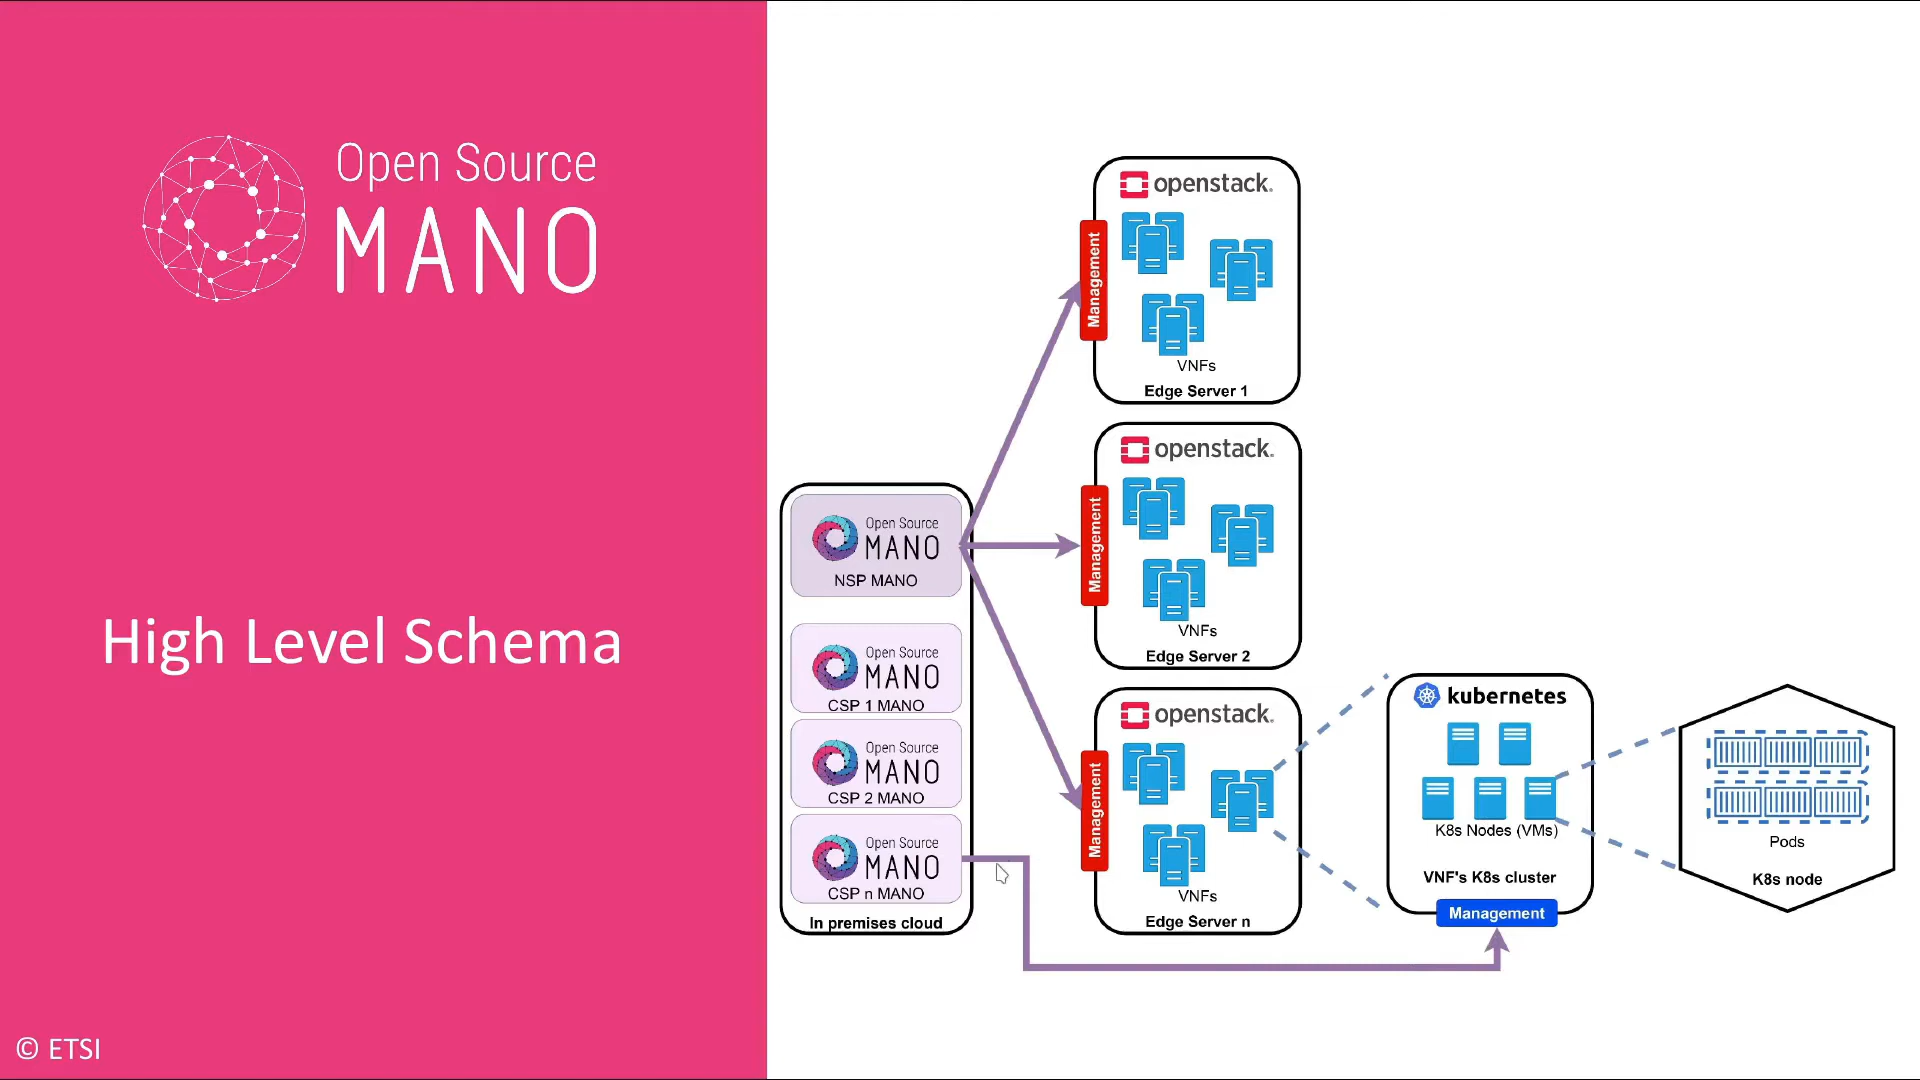 Open Source
MANO
High Level Schema
© ETSI
Open Source
MANO
NSP MANO
Open Source
MANO
CSP 1 MANO
Open Source
MANO
CSP 2 MANO
Open Source
MANO
CSP n MANO
In premises cloud
openstack.
Management
VNFs
Edge Server 1
openstack.
Management
VNFs
Edge Server 2
openstack.
Management
VNFs
Edge Server n
kubernetes
K8s Nodes (VMs)
VNF's K8s cluster
Management
Pods
K8s node